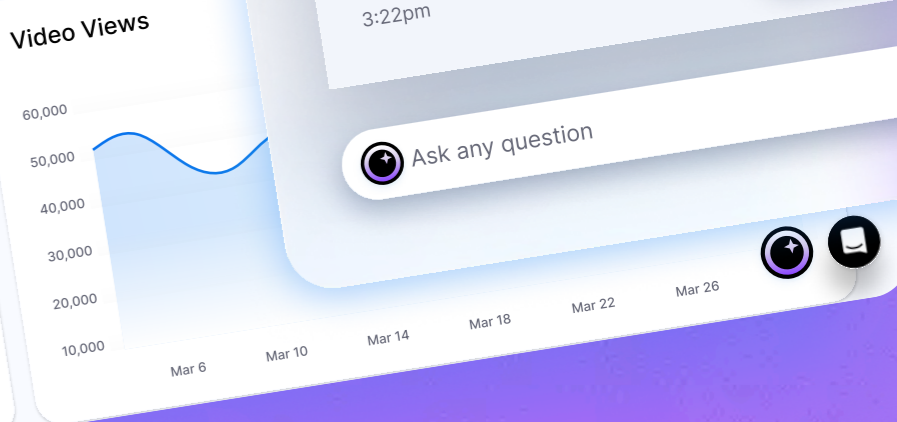 Video Views
60,000
50,000
40,000
30,000
20,000
10,000
Mar 6
Mar 10
Mar 14
Mar 18
Mar 22
Mar 26
3:22pm
Ask any question